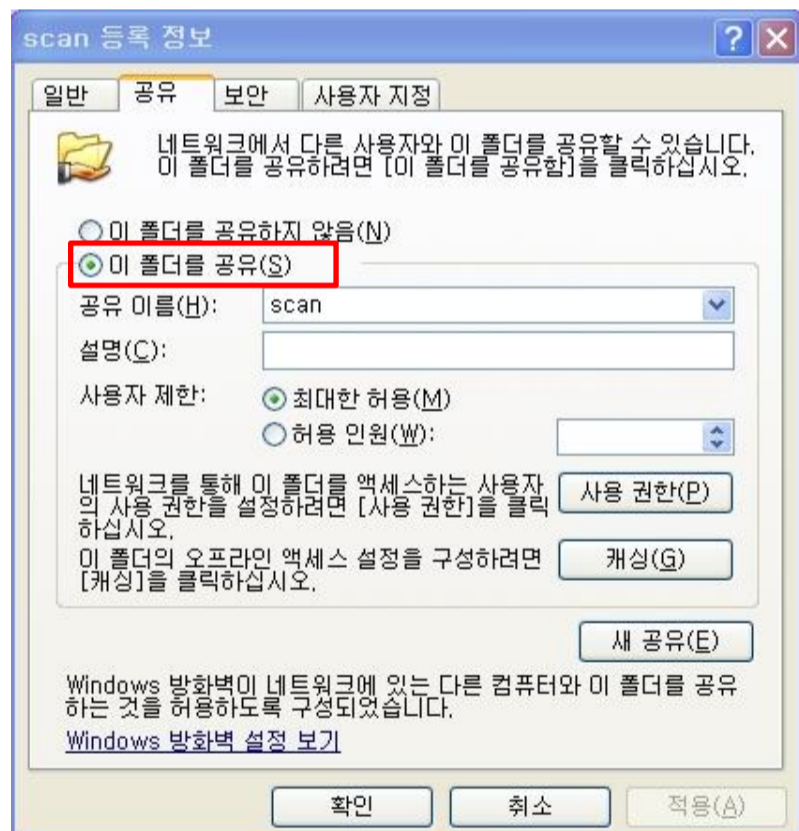 scan 등록 정보
일반 공유 보안 사용자 지정
네트워크에서 다른 사용자와 이 폴더를 공유할 수 있습니다.
이 폴더를 공유하려면 [이 폴더를 공유함]을 클릭하십시오.
이 폴더를 공유하지 않음(N)
이 폴더를 공유(S)
공유 이름(H): scan
설명(C):
사용자 제한: 최대한 허용(M)
허용 인원(W):
네트워크를 통해 이 폴더를 액세스하는 사용자
의 사용 권한을 설정하려면 [사용 권한]을 클릭
하십시오.
사용 권한(P)
이 폴더의 오프라인 액세스 설정을 구성하려면
[캐싱]을 클릭하십시오.
캐싱(G)
새 공유(E)
Windows 방화벽이 네트워크에 있는 다른 컴퓨터와 이 폴더를 공유
하는 것을 허용하도록 구성되었습니다.
Windows 방화벽 설정 보기
확인 취소 적용(A)